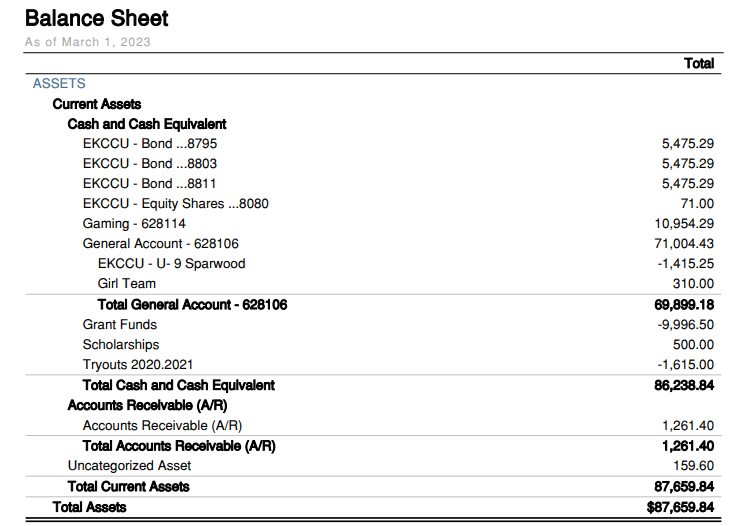 Balance Sheet
As of March 1, 2023
Total
ASSETS
Current Assets
Cash and Cash Equivalent
EKCCU - Bond ...8795 5,475.29
EKCCU - Bond ...8803 5,475.29
EKCCU - Bond ...8811 5,475.29
EKCCU - Equity Shares ...8080 71.00
Gaming - 628114 10,954.29
General Account - 628106 71,004.43
EKCCU - U- 9 Sparwood -1,415.25
Girl Team 310.00
Total General Account - 628106 69,899.18
Grant Funds -9,996.50
Scholarships 500.00
Tryouts 2020.2021 -1,615.00
Total Cash and Cash Equivalent 86,238.84
Accounts Receivable (A/R)
Accounts Receivable (A/R) 1,261.40
Total Accounts Receivable (A/R) 1,261.40
Uncategorized Asset 159.60
Total Current Assets 87,659.84
Total Assets $87,659.84